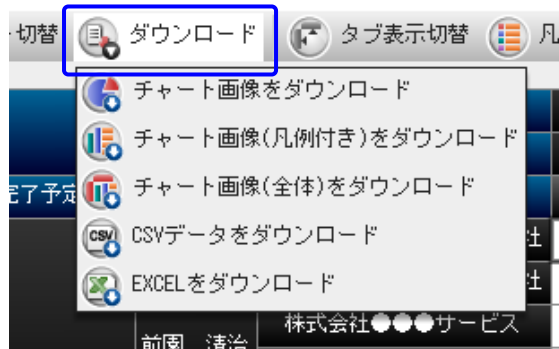 切替 ダウンロード タブ表示切替 凡
チャート画像をダウンロード
チャート画像(凡例付き)をダウンロード
完了予定 チャート画像(全体)をダウンロード
CSV CSVデータをダウンロード 社
EXCELをダウンロード 社
株式会社●●●サービス
前園 清治